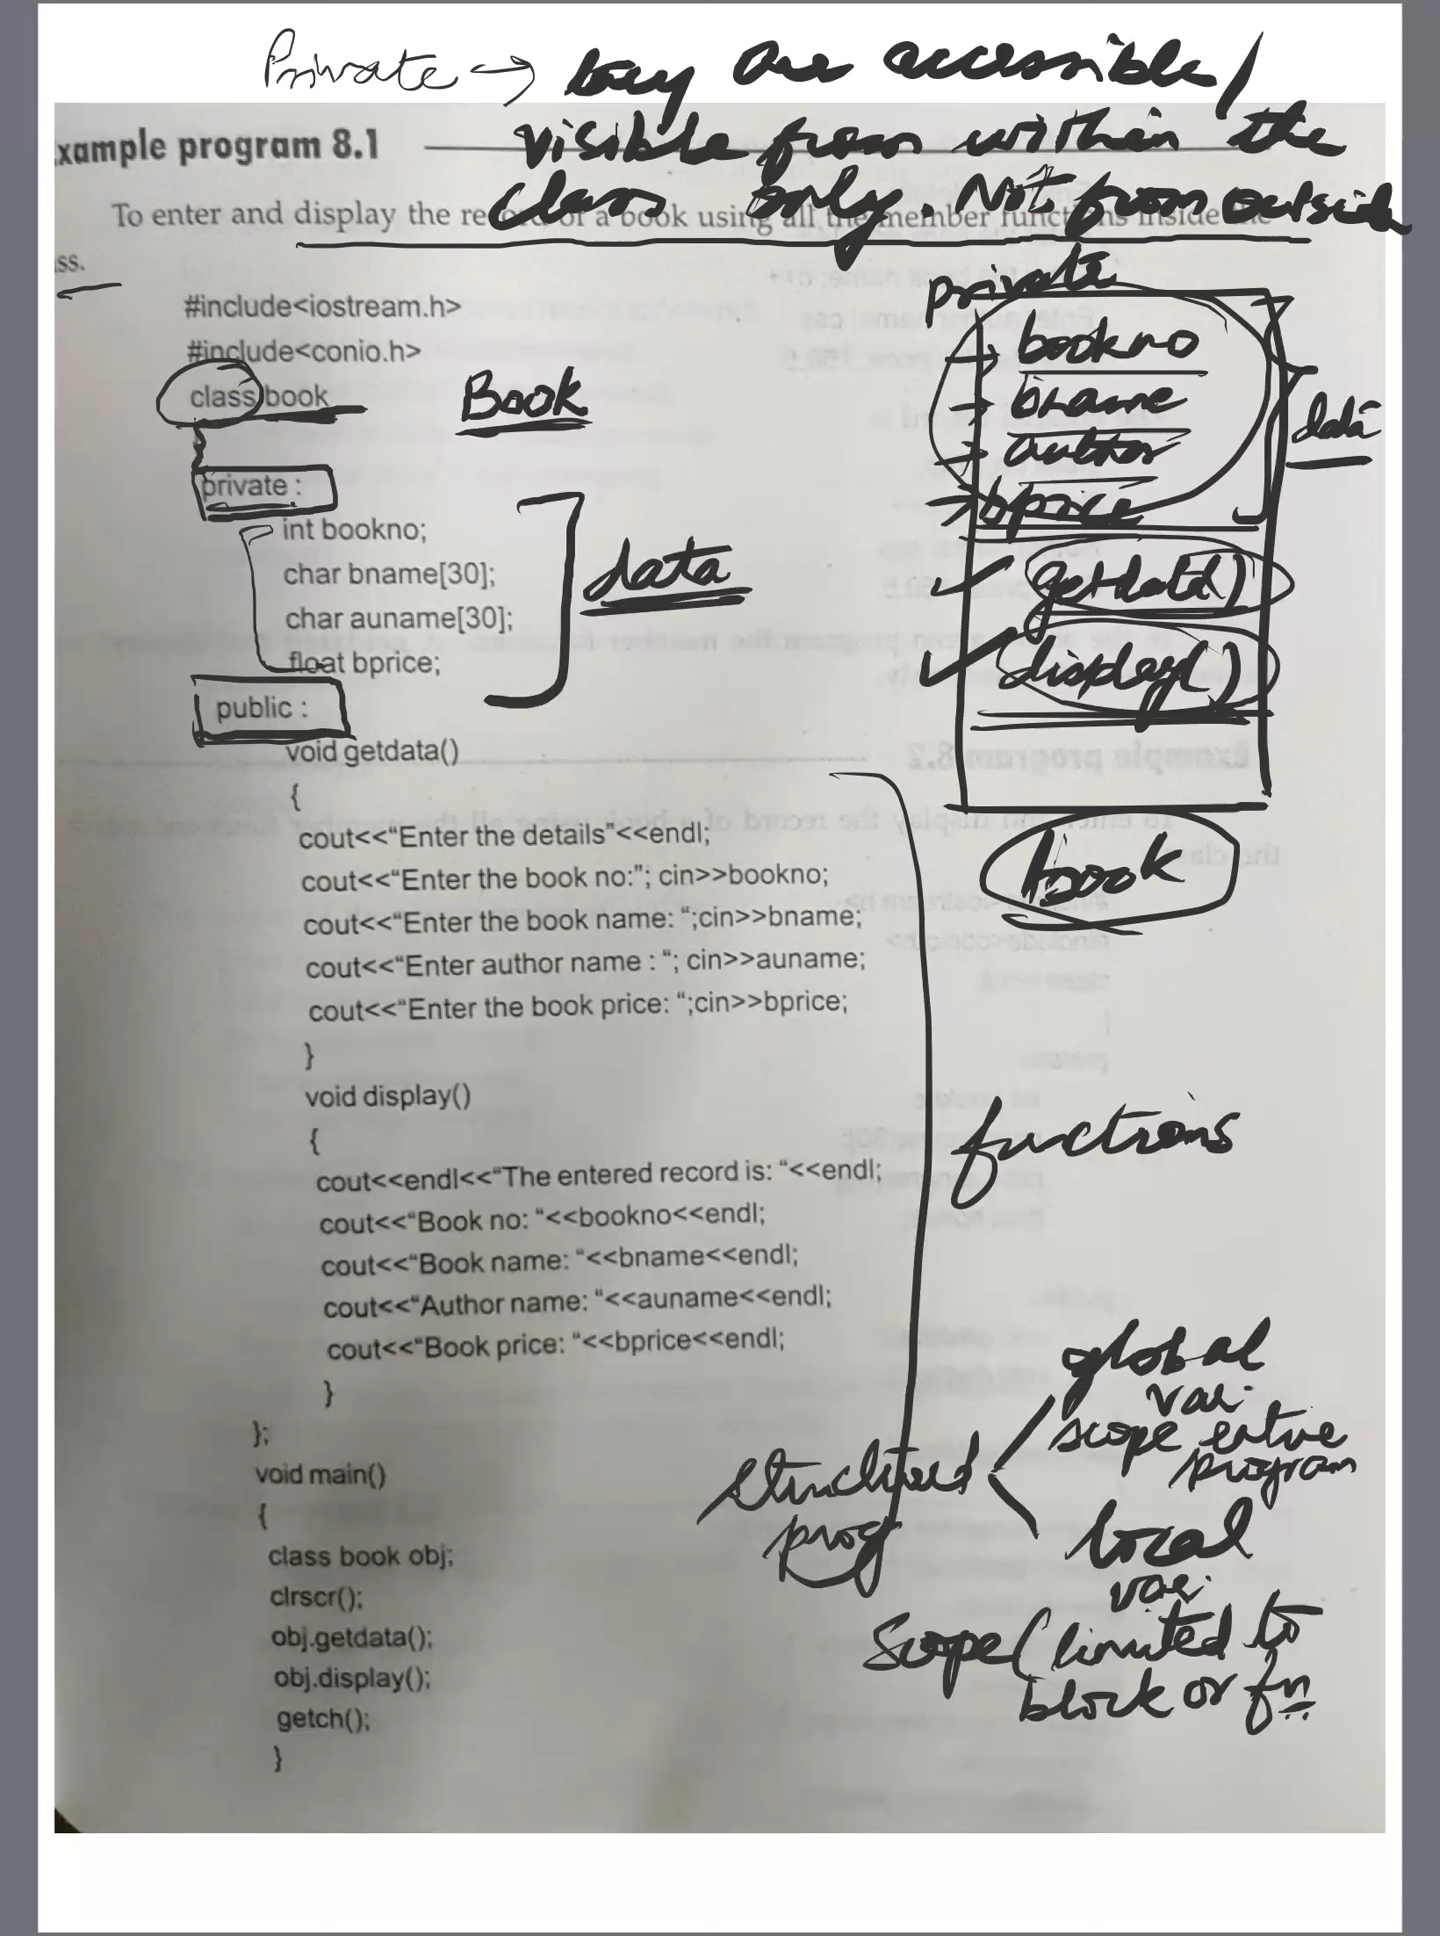 Private → they are accessible/
visible from within the
class only. Not from outside
xample program 8.1
To enter and display the record of a book using all the member functions inside the
ss.
#include<iostream.h>
#include<conio.h>
class book
Book
private :
int bookno;
char bname[30];
char auname[30];
float bprice;
data
public :
void getdata()
{
cout<<“Enter the details”<<endl;
cout<<“Enter the book no:”; cin>>bookno;
cout<<“Enter the book name: “;cin>>bname;
cout<<“Enter author name : “; cin>>auname;
cout<<“Enter the book price: “;cin>>bprice;
}
void display()
{
cout<<endl<<“The entered record is: “<<endl;
cout<<“Book no: “<<bookno<<endl;
cout<<“Book name: “<<bname<<endl;
cout<<“Author name: “<<auname<<endl;
cout<<“Book price: “<<bprice<<endl;
}
};
void main()
{
class book obj;
clrscr();
obj.getdata();
obj.display();
getch();
}
private
bookno
bname
author
bprice
data
getdata()
display()
book
functions
structured
prog
global
var.
scope entire
program
local
var.
Scope (limited to
block or fn
Example program 8.2